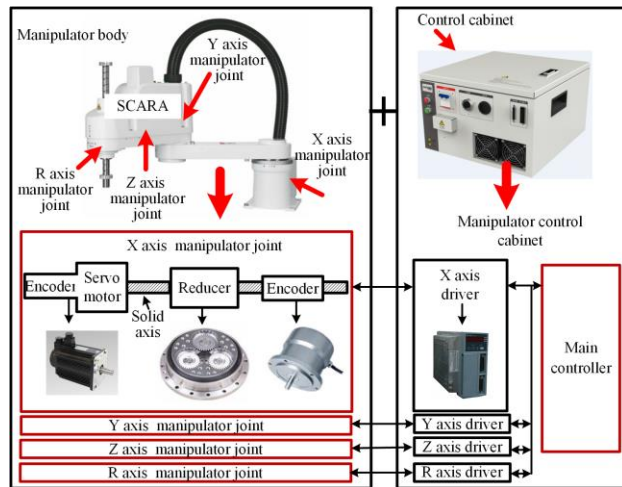 Manipulator body
Y axis
manipulator
joint
SCARA
X axis
manipulator
joint
R axis
manipulator
joint
Z axis
manipulator
joint
X axis manipulator joint
Encoder
Servo
motor
Reducer
Encoder
Solid
axis
Y axis manipulator joint
Z axis manipulator joint
R axis manipulator joint
Control cabinet
Manipulator control
cabinet
X axis
driver
Main
controller
Y axis driver
Z axis driver
R axis driver